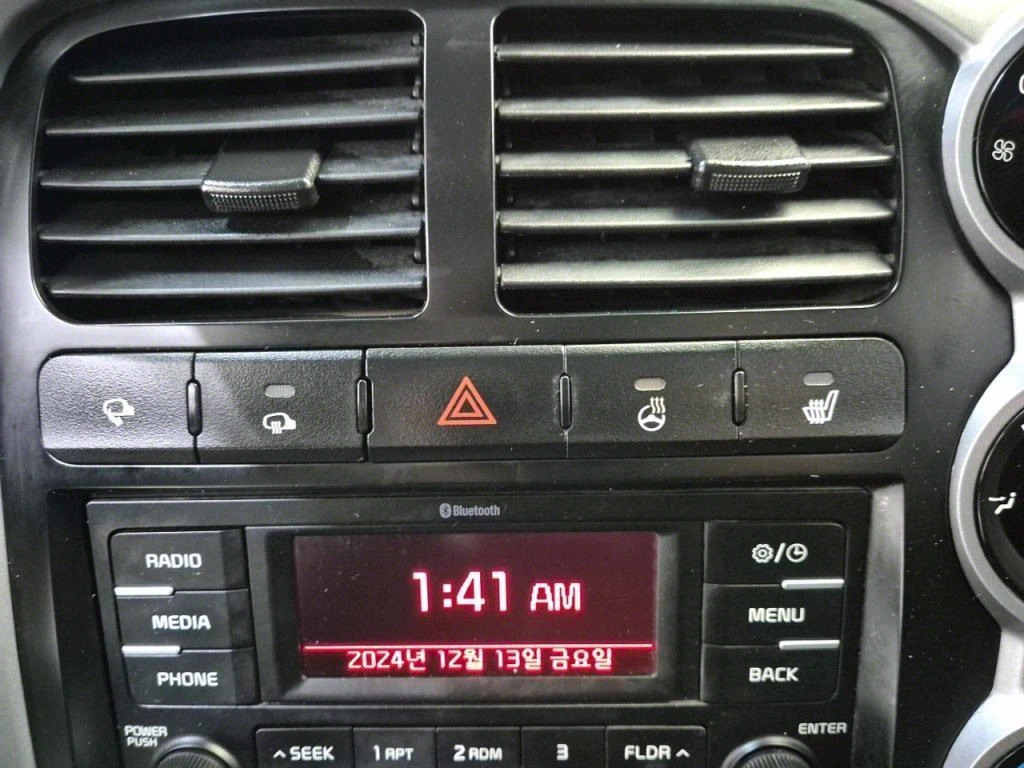 Bluetooth
RADIO
MEDIA
PHONE
1:41 AM
2024년 12월 13일 금요일
MENU
BACK
POWER
PUSH
SEEK
1 RPT
2 RDM
3
FLDR
ENTER